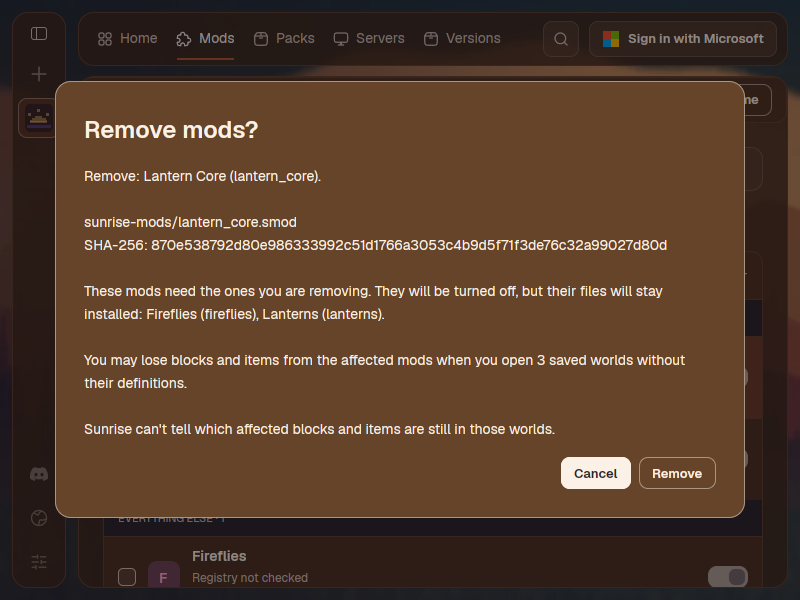 Home
Mods
Packs
Servers
Versions
Sign in with Microsoft
me
Remove mods?
Remove: Lantern Core (lantern_core).
sunrise-mods/lantern_core.smod
SHA-256: 870e538792d80e986333992c51d1766a3053c4b9d5f71f3de76c32a99027d80d
These mods need the ones you are removing. They will be turned off, but their files will stay
installed: Fireflies (fireflies), Lanterns (lanterns).
You may lose blocks and items from the affected mods when you open 3 saved worlds without
their definitions.
Sunrise can't tell which affected blocks and items are still in those worlds.
Cancel
Remove
EVERYTHING ELSE · 1
Fireflies
F
Registry not checked